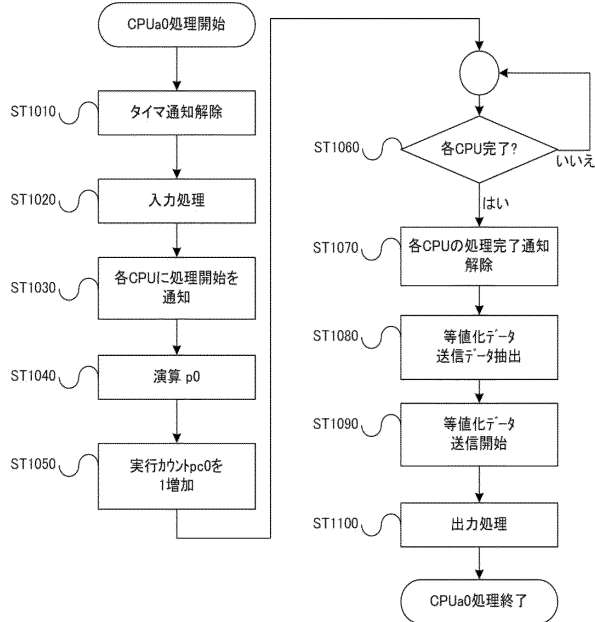 CPUa0処理開始
ST1010
タイマ通知解除
ST1020
入力処理
ST1030
各CPUに処理開始を
通知
ST1040
演算 p0
ST1050
実行カウントpc0を
1増加
ST1060
各CPU完了?
いいえ
はい
ST1070
各CPUの処理完了通知
解除
ST1080
等値化データ
送信データ抽出
ST1090
等値化データ
送信開始
ST1100
出力処理
CPUa0処理終了